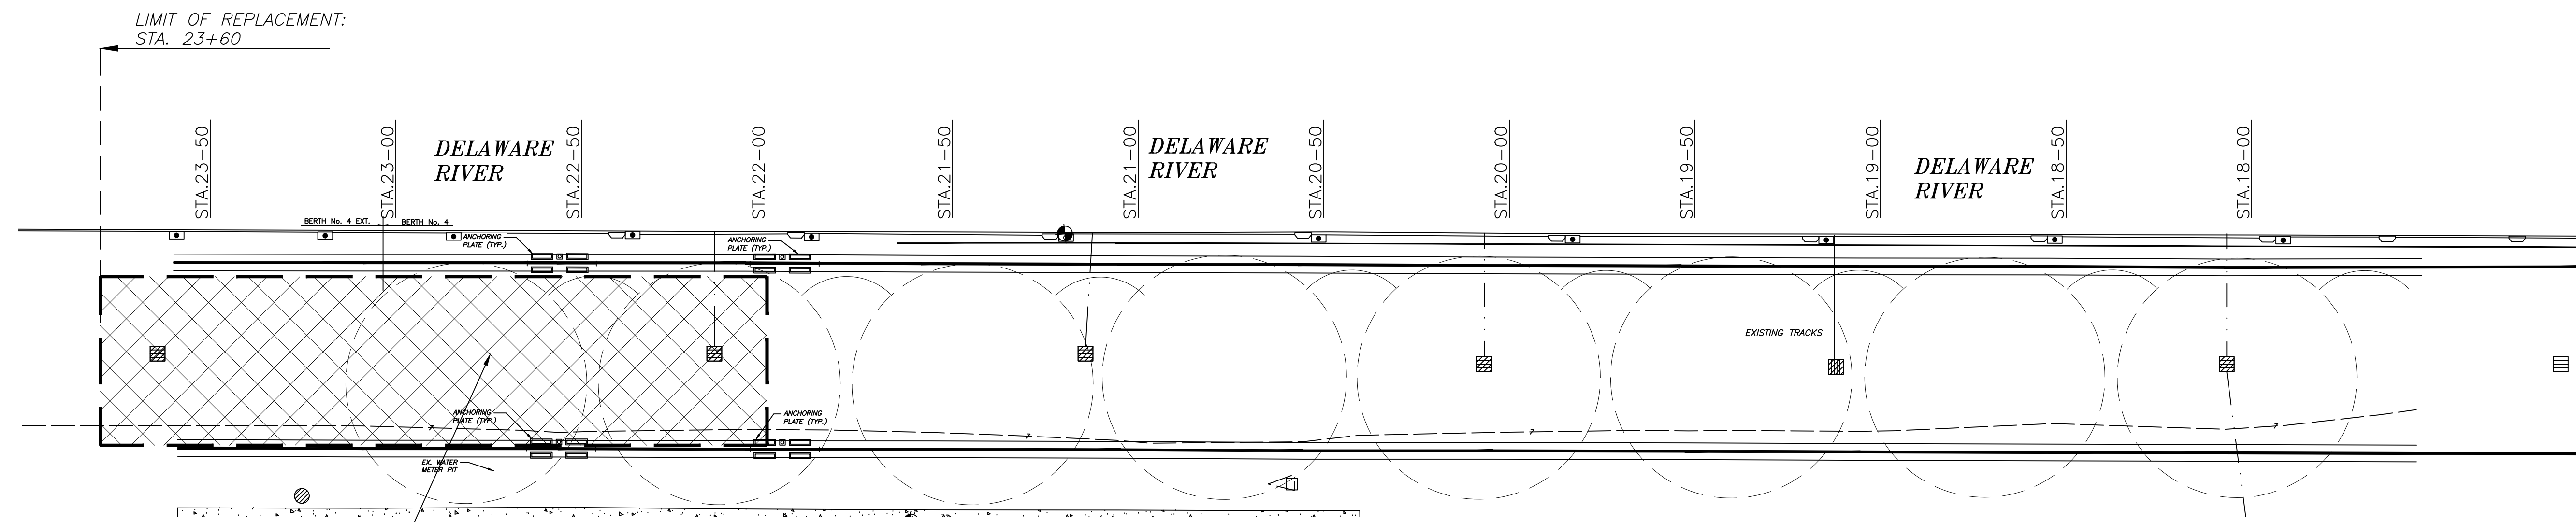 LIMIT OF REPLACEMENT:
STA. 23+60
STA.23+50
STA.23+00
DELAWARE
RIVER
STA.22+50
STA.22+00
STA.21+50
STA.21+00
DELAWARE
RIVER
STA.20+50
STA.20+00
STA.19+50
STA.19+00
DELAWARE
RIVER
STA.18+50
STA.18+00
BERTH No. 4 EXT.
BERTH No. 4
ANCHORING
PLATE (TYP.)
ANCHORING
PLATE (TYP.)
EXISTING TRACKS
ANCHORING
PLATE (TYP.)
ANCHORING
PLATE (TYP.)
EX. WATER
METER PIT